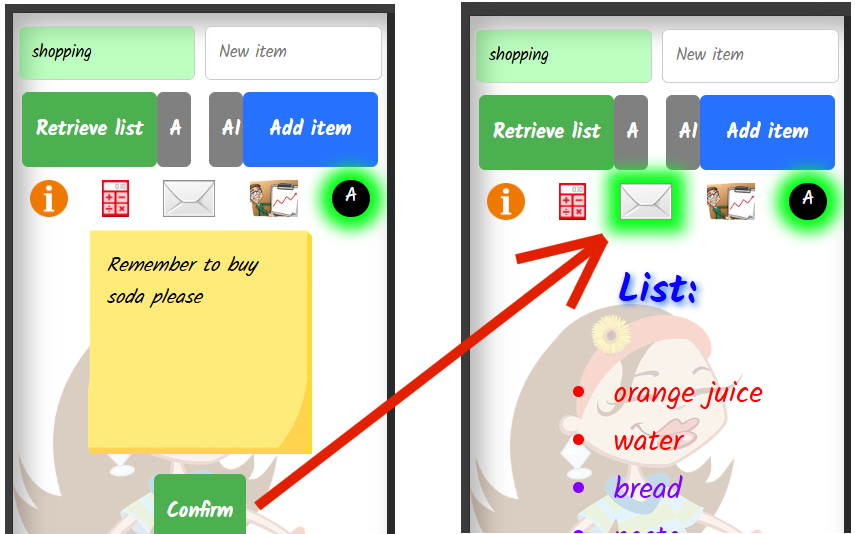 shopping
New item
Retrieve list
A
AI
Add item
A
Remember to buy
soda please
Confirm
shopping
New item
Retrieve list
A
AI
Add item
A
List:
orange juice
water
bread